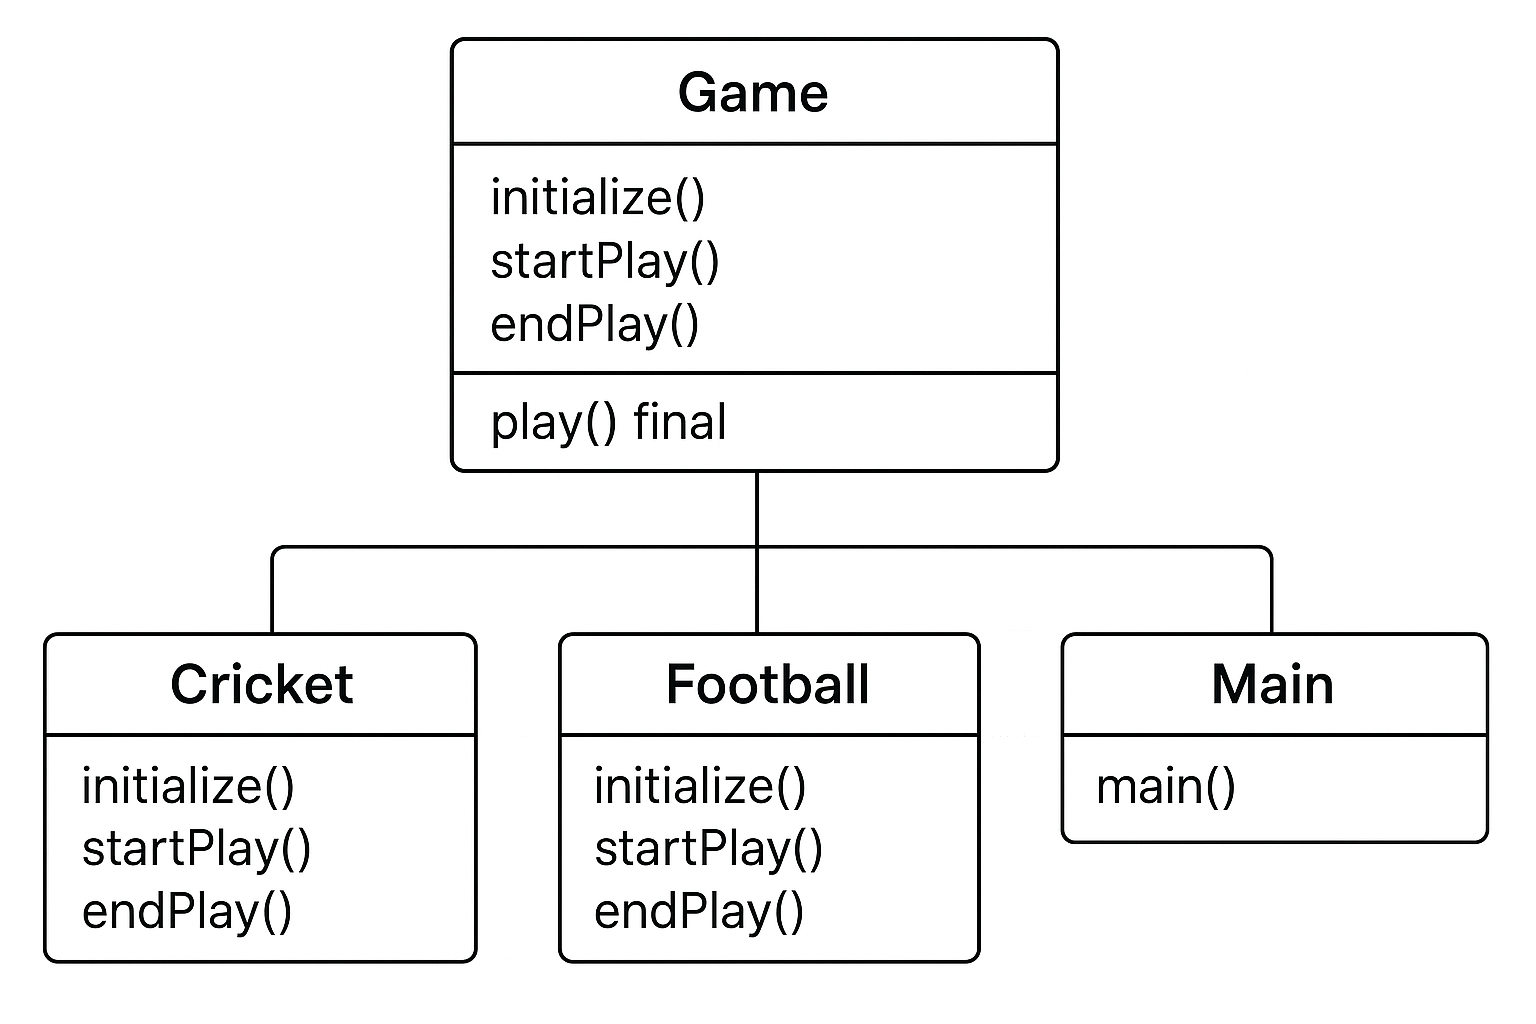 Game
initialize()
startPlay()
endPlay()
play() final
Cricket
initialize()
startPlay()
endPlay()
Football
initialize()
startPlay()
endPlay()
Main
main()